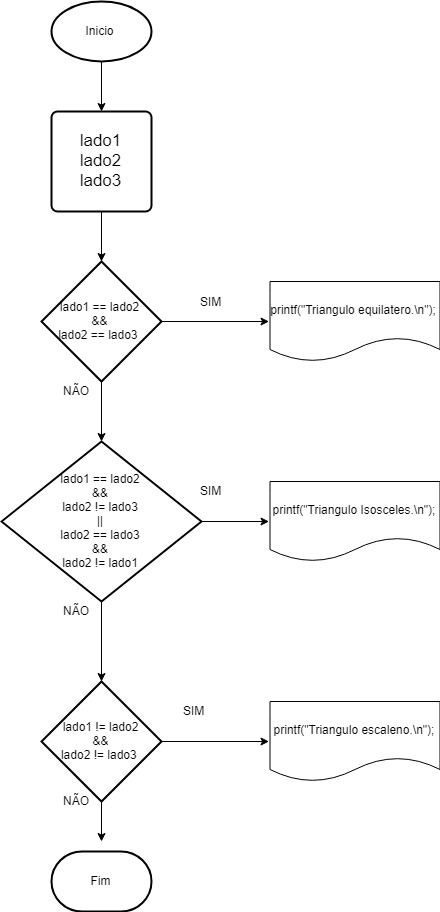 Inicio
lado1
lado2
lado3
lado1 == lado2
&&
lado2 == lado3
SIM
printf("Triangulo equilatero.\n");
NÃO
lado1 == lado2
&&
lado2 != lado3
||
lado2 == lado3
&&
lado2 != lado1
SIM
printf("Triangulo Isosceles.\n");
NÃO
lado1 != lado2
&&
lado2 != lado3
SIM
printf("Triangulo escaleno.\n");
NÃO
Fim